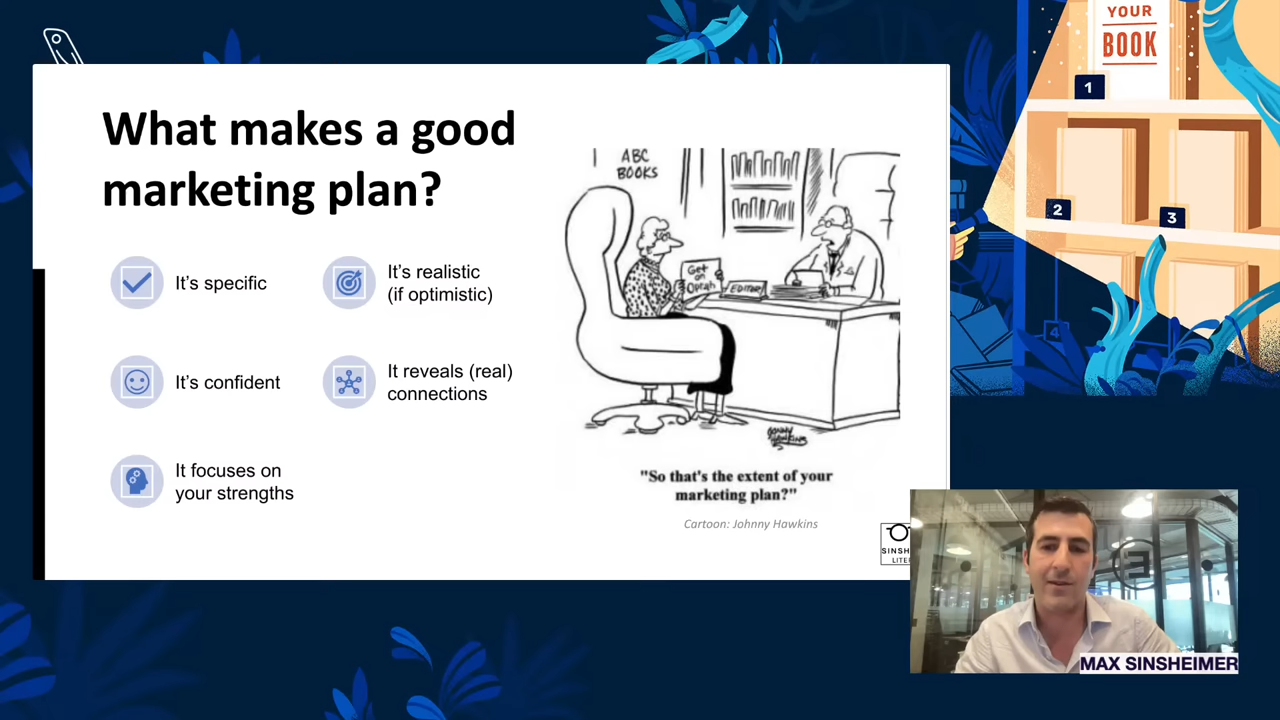 What makes a good
marketing plan?
It's specific
It's realistic
(if optimistic)
It's confident
It reveals (real)
connections
It focuses on
your strengths
ABC
BOOKS
Get
on
Oprah
EDITOR
"So that's the extent of your
marketing plan?"
Cartoon: Johnny Hawkins
YOUR
BOOK
1
2
3
4
MAX SINSHEIMER